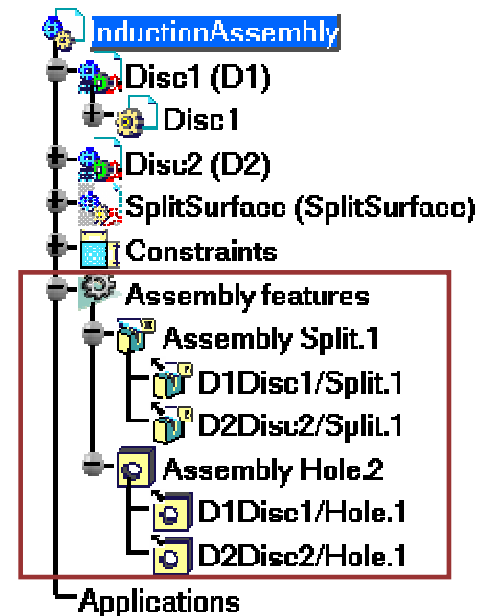 InductionAssembly
Disc1 (D1)
Disc1
Disc2 (D2)
SplitSurface (SplitSurface)
Constraints
Assembly features
Assembly Split.1
D1Disc1/Split.1
D2Disc2/Split.1
Assembly Hole.2
D1Disc1/Hole.1
D2Disc2/Hole.1
Applications